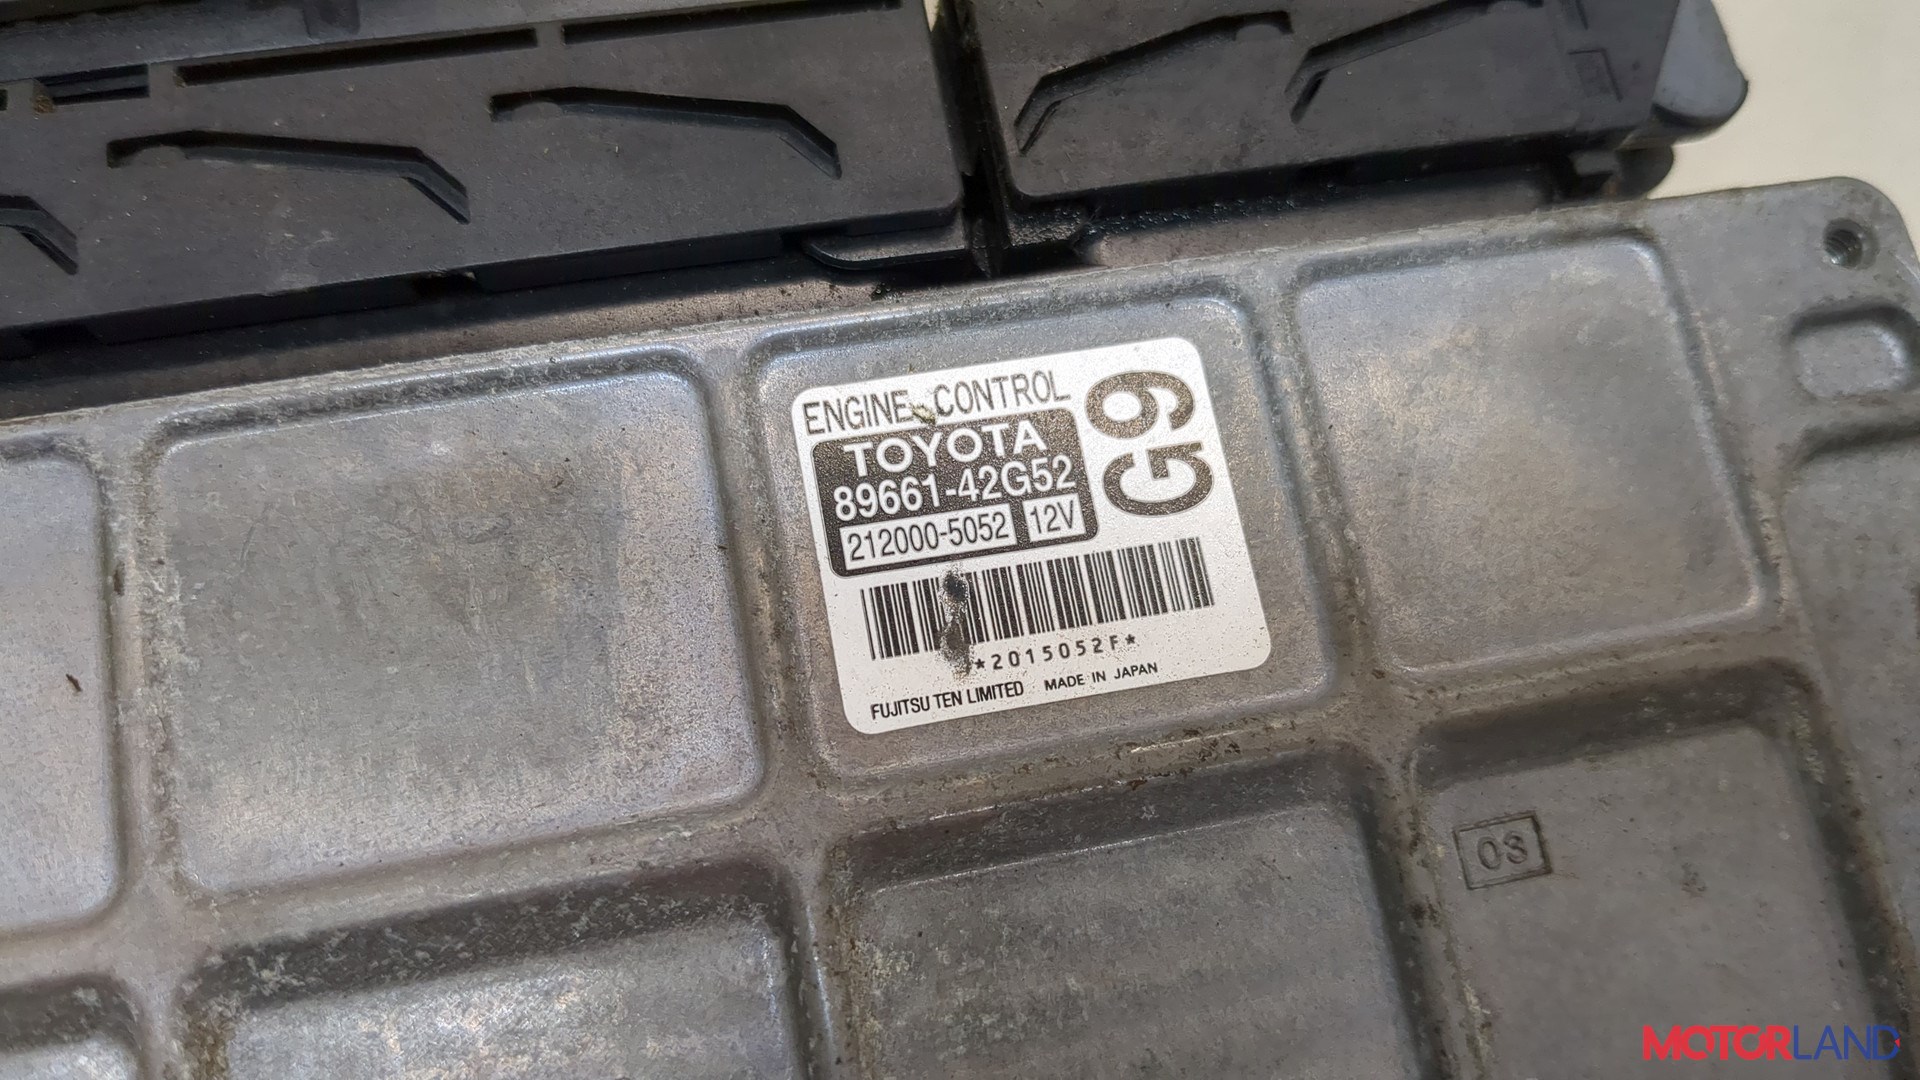 ENGINE CONTROL
TOYOTA
89661-42G52
212000-5052 12V
G9
*2015052F*
FUJITSU TEN LIMITED MADE IN JAPAN
03
MOTORLAND